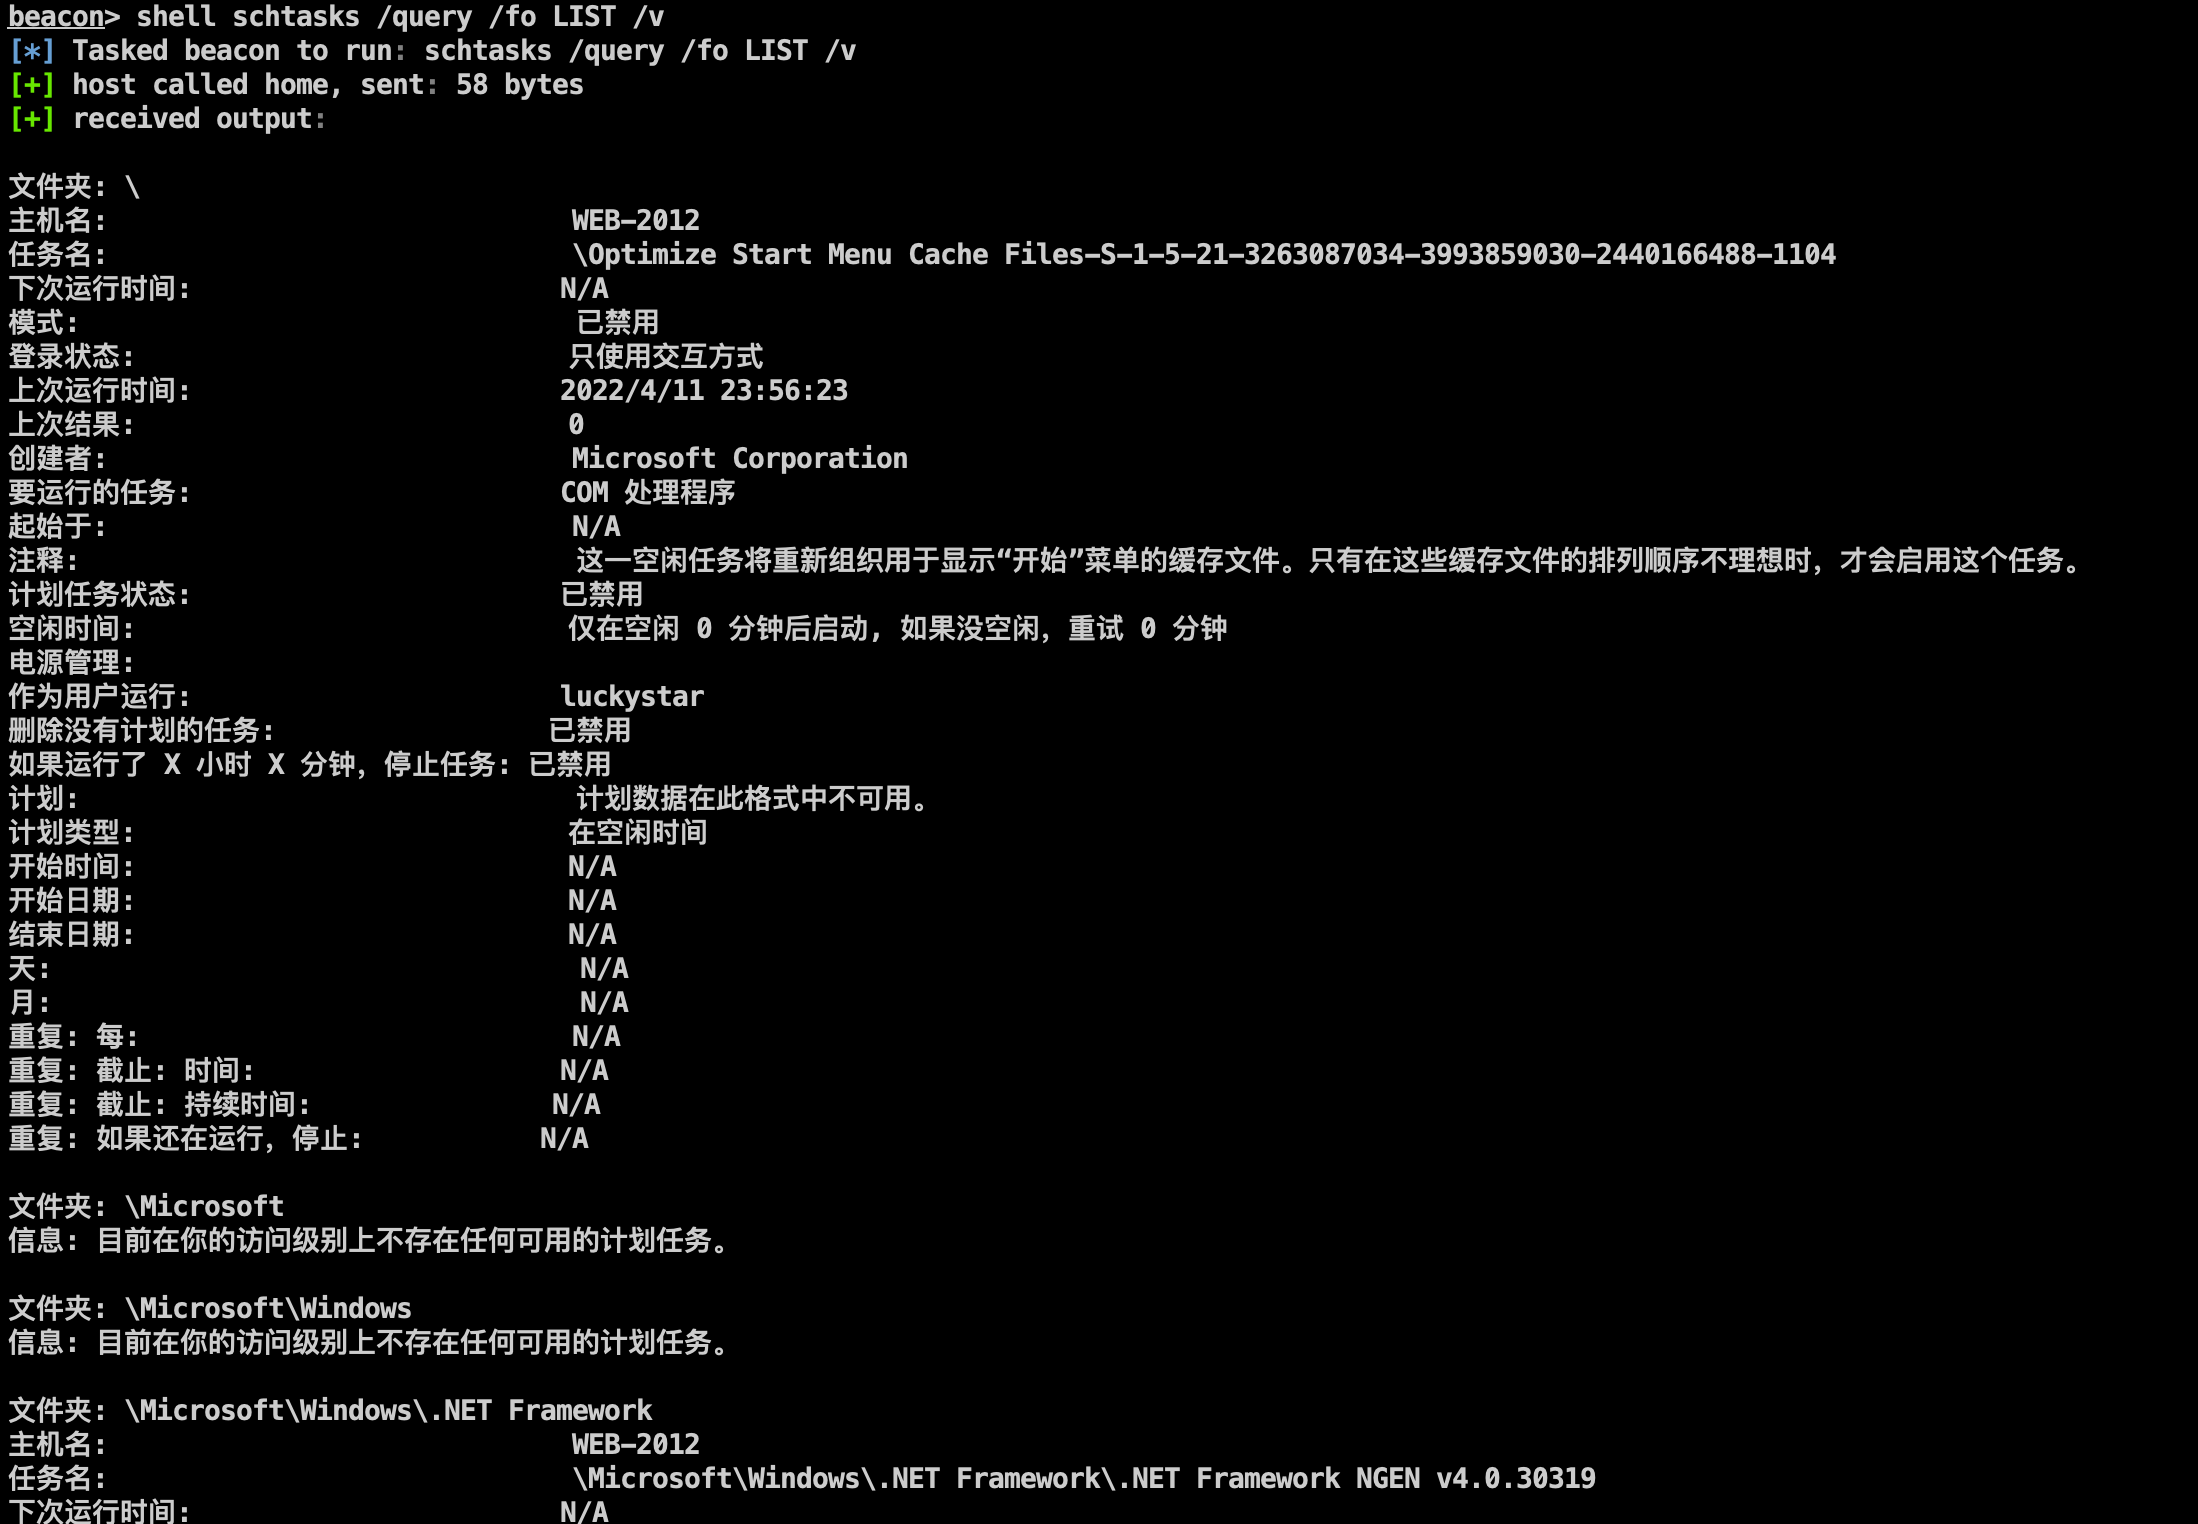 beacon> shell schtasks /query /fo LIST /v
[*] Tasked beacon to run: schtasks /query /fo LIST /v
[+] host called home, sent: 58 bytes
[+] received output:
文件夹: \
主机名: WEB-2012
任务名: \Optimize Start Menu Cache Files-S-1-5-21-3263087034-3993859030-2440166488-1104
下次运行时间: N/A
模式: 已禁用
登录状态: 只使用交互方式
上次运行时间: 2022/4/11 23:56:23
上次结果: 0
创建者: Microsoft Corporation
要运行的任务: COM 处理程序
起始于: N/A
注释: 这一空闲任务将重新组织用于显示“开始”菜单的缓存文件。只有在这些缓存文件的排列顺序不理想时，才会启用这个任务。
计划任务状态: 已禁用
空闲时间: 仅在空闲 0 分钟后启动, 如果没空闲，重试 0 分钟
电源管理:
作为用户运行: luckystar
删除没有计划的任务: 已禁用
如果运行了 X 小时 X 分钟，停止任务: 已禁用
计划: 计划数据在此格式中不可用。
计划类型: 在空闲时间
开始时间: N/A
开始日期: N/A
结束日期: N/A
天: N/A
月: N/A
重复: 每: N/A
重复: 截止: 时间: N/A
重复: 截止: 持续时间: N/A
重复: 如果还在运行，停止: N/A
文件夹: \Microsoft
信息: 目前在你的访问级别上不存在任何可用的计划任务。
文件夹: \Microsoft\Windows
信息: 目前在你的访问级别上不存在任何可用的计划任务。
文件夹: \Microsoft\Windows\.NET Framework
主机名: WEB-2012
任务名: \Microsoft\Windows\.NET Framework\.NET Framework NGEN v4.0.30319
下次运行时间: N/A